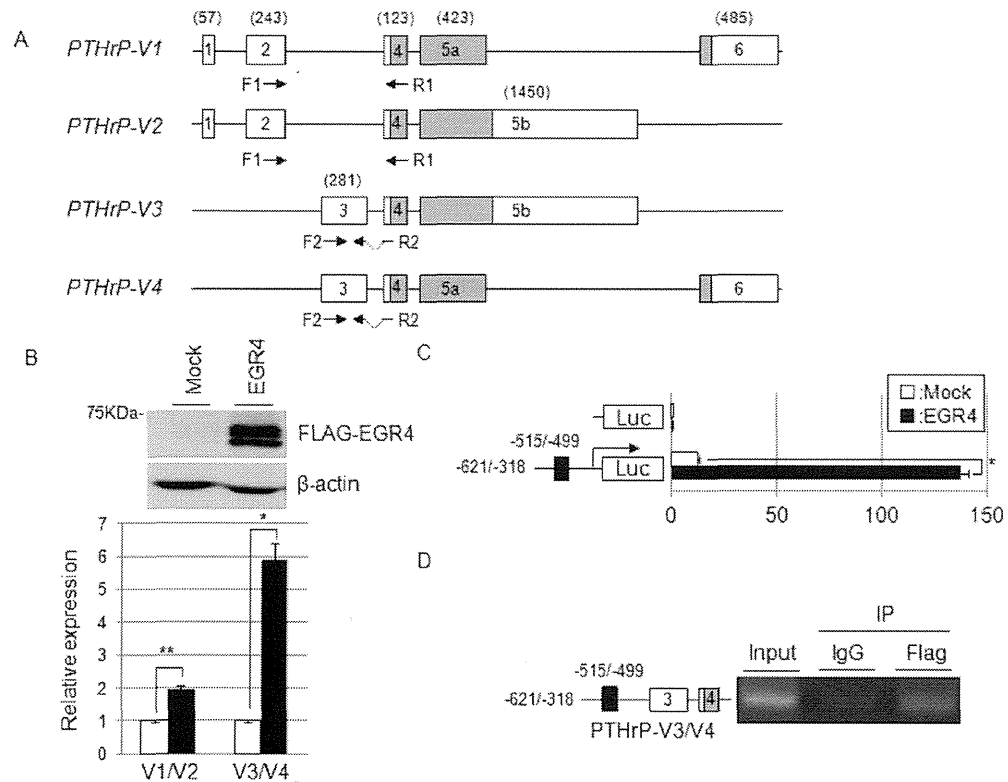 A
(57) (243) (123) (423) (485)
PTHrP-V1 1 2 4 5a 6
F1 R1
(1450)
PTHrP-V2 1 2 4 5b
F1 R1
(281)
PTHrP-V3 3 4 5b
F2 R2
PTHrP-V4 3 4 5a 6
F2 R2
B
Mock EGR4
75KDa-
FLAG-EGR4
β-actin
Relative expression
7
6
5
4
3
2
1
0
**
*
V1/V2 V3/V4
C
:Mock
:EGR4
Luc
-515/-499
-621/-318 Luc
*
0 50 100 150
D
IP
Input IgG Flag
-515/-499
-621/-318 3 4
PTHrP-V3/V4